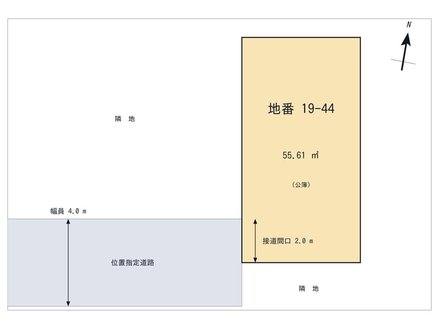 N
地番 19-44
隣 地
55.61 ㎡
(公簿)
幅員 4.0 m
接道間口 2.0 m
位置指定道路
隣 地